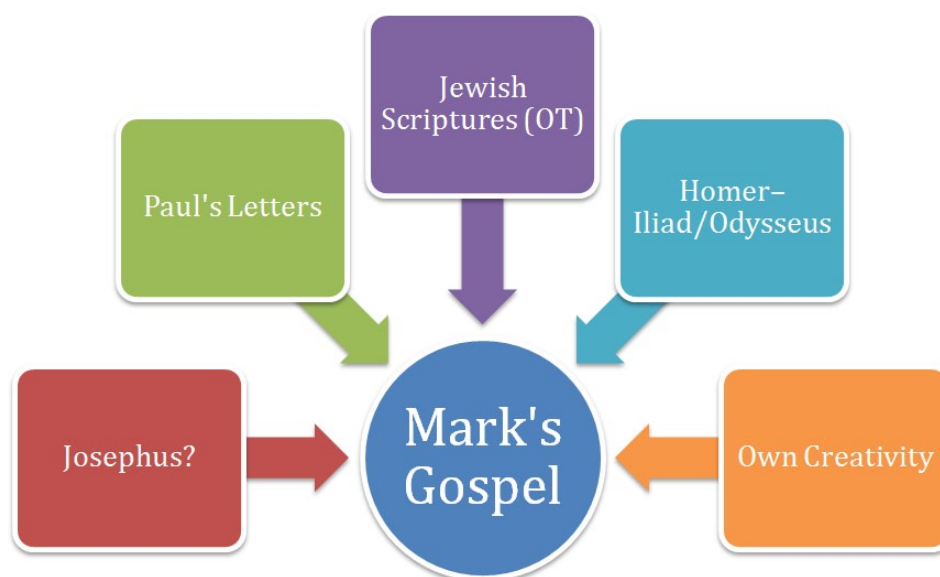 Jewish
Scriptures (OT)
Paul's Letters
Homer–
Iliad/Odysseus
Josephus?
Mark's
Gospel
Own Creativity